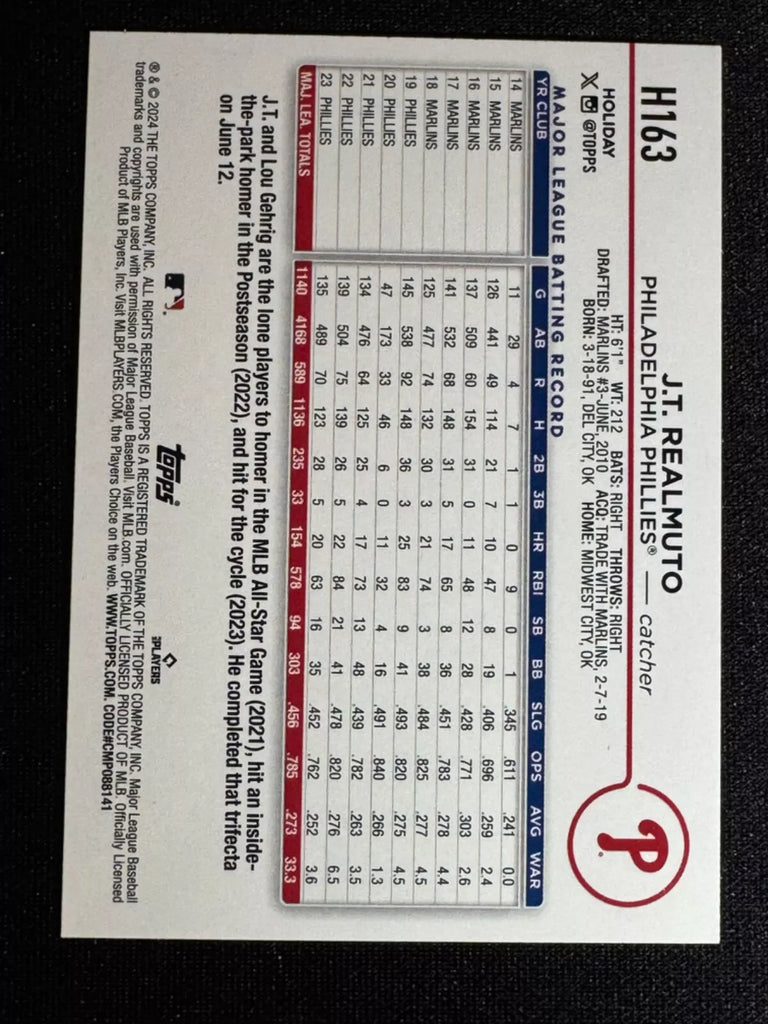 H163
J.T. REALMUTO
PHILADELPHIA PHILLIES® — catcher
HT: 6'1" WT: 212 BATS: RIGHT THROWS: RIGHT
DRAFTED: MARLINS #3-JUNE, 2010 ACQ: TRADE WITH MARLINS, 2-7-19
BORN: 3-18-91, DEL CITY, OK HOME: MIDWEST CITY, OK
HOLIDAY
X @TOPPS
P
MAJOR LEAGUE BATTING RECORD
YR CLUB G AB R H 2B 3B HR RBI SB BB SLG OPS AVG WAR
14 MARLINS 11 29 4 7 1 1 0 9 0 1 .345 .611 .241 0.0
15 MARLINS 126 441 49 114 21 7 10 47 8 19 .406 .696 .259 2.4
16 MARLINS 137 509 60 154 31 0 11 48 12 28 .428 .771 .303 2.6
17 MARLINS 141 532 68 148 31 5 17 65 8 36 .451 .783 .278 4.4
18 MARLINS 125 477 74 132 30 3 21 74 3 38 .484 .825 .277 4.5
19 PHILLIES 145 538 92 148 36 3 25 83 9 41 .493 .820 .275 4.5
20 PHILLIES 47 173 33 46 6 0 11 32 4 16 .491 .840 .266 1.3
21 PHILLIES 134 476 64 125 25 4 17 73 13 48 .439 .782 .263 3.5
22 PHILLIES 139 504 75 139 26 5 22 84 21 41 .478 .820 .276 6.5
23 PHILLIES 135 489 70 123 28 5 20 63 16 35 .452 .762 .252 3.6
MAJ. LEA. TOTALS 1140 4168 589 1136 235 33 154 578 94 303 .456 .785 .273 33.3
J.T. and Lou Gehrig are the lone players to homer in the MLB All-Star Game (2021), hit an inside-
the-park homer in the Postseason (2022), and hit for the cycle (2023). He completed that trifecta
on June 12.
topps
PLAYERS
® & © 2024 THE TOPPS COMPANY, INC. ALL RIGHTS RESERVED. TOPPS IS A REGISTERED TRADEMARK OF THE TOPPS COMPANY, INC. Major League Baseball
trademarks and copyrights are used with permission of Major League Baseball. Visit MLB.com. OFFICIALLY LICENSED PRODUCT OF MLB. Officially Licensed
Product of MLB Players, Inc. Visit MLBPLAYERS.COM, the Players Choice on the web. WWW.TOPPS.COM. CODE#CMP088141